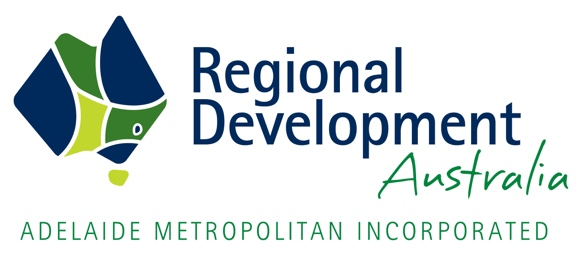 Regional
Development
Australia
ADELAIDE METROPOLITAN INCORPORATED